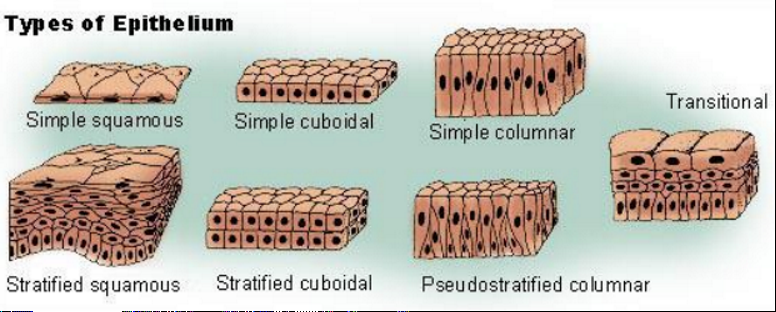 Types of Epithelium
Simple squamous
Simple cuboidal
Simple columnar
Transitional
Stratified squamous
Stratified cuboidal
Pseudostratified columnar